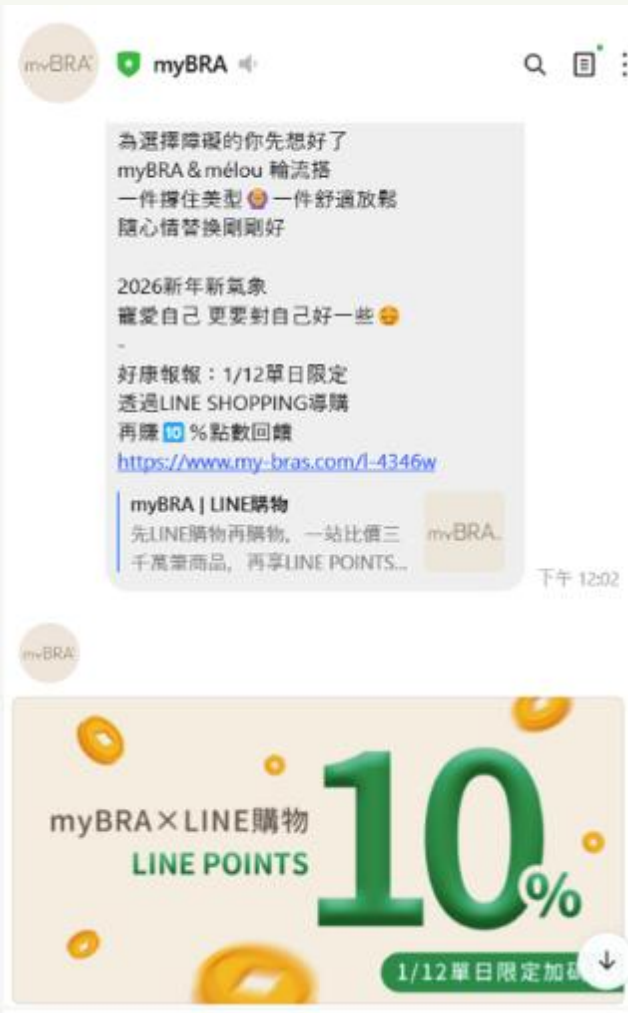 myBRA
myBRA
為選擇障礙的你先想好了
myBRA＆mélou 輪流搭
一件撐住美型 一件舒適放鬆
隨心情替換剛剛好
2026新年新氣象
寵愛自己 更要對自己好一些
-
好康報報：1/12單日限定
透過LINE SHOPPING導購
再賺10％點數回饋
https://www.my-bras.com/l-4346w
myBRA | LINE購物
先LINE購物再購物，一站比價三
千萬筆商品，再享LINE POINTS...
myBRA.
下午 12:02
myBRA
myBRA×LINE購物
LINE POINTS
10%
1/12單日限定加碼